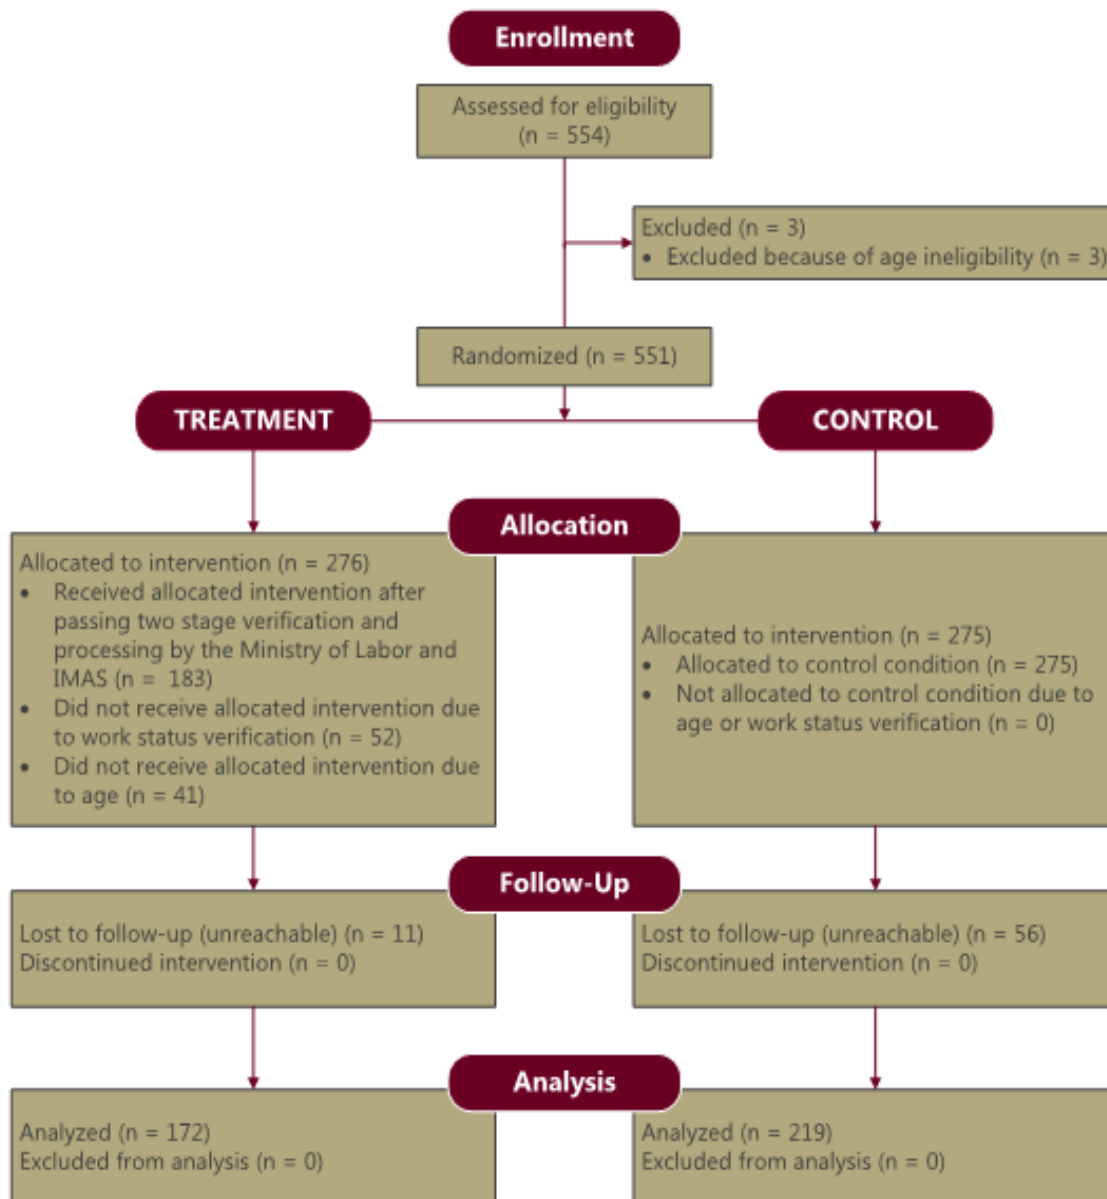 Enrollment
Assessed for eligibility
(n = 554)
Excluded (n = 3)
• Excluded because of age ineligibility (n = 3)
Randomized (n = 551)
TREATMENT
CONTROL
Allocation
Allocated to intervention (n = 276)
• Received allocated intervention after
passing two stage verification and
processing by the Ministry of Labor and
IMAS (n =  183)
• Did not receive allocated intervention due
to work status verification (n = 52)
• Did not receive allocated intervention due
to age (n = 41)
Allocated to intervention (n = 275)
• Allocated to control condition (n = 275)
• Not allocated to control condition due to
age or work status verification (n = 0)
Follow-Up
Lost to follow-up (unreachable) (n = 11)
Discontinued intervention (n = 0)
Lost to follow-up (unreachable) (n = 56)
Discontinued intervention (n = 0)
Analysis
Analyzed (n = 172)
Excluded from analysis (n = 0)
Analyzed (n = 219)
Excluded from analysis (n = 0)